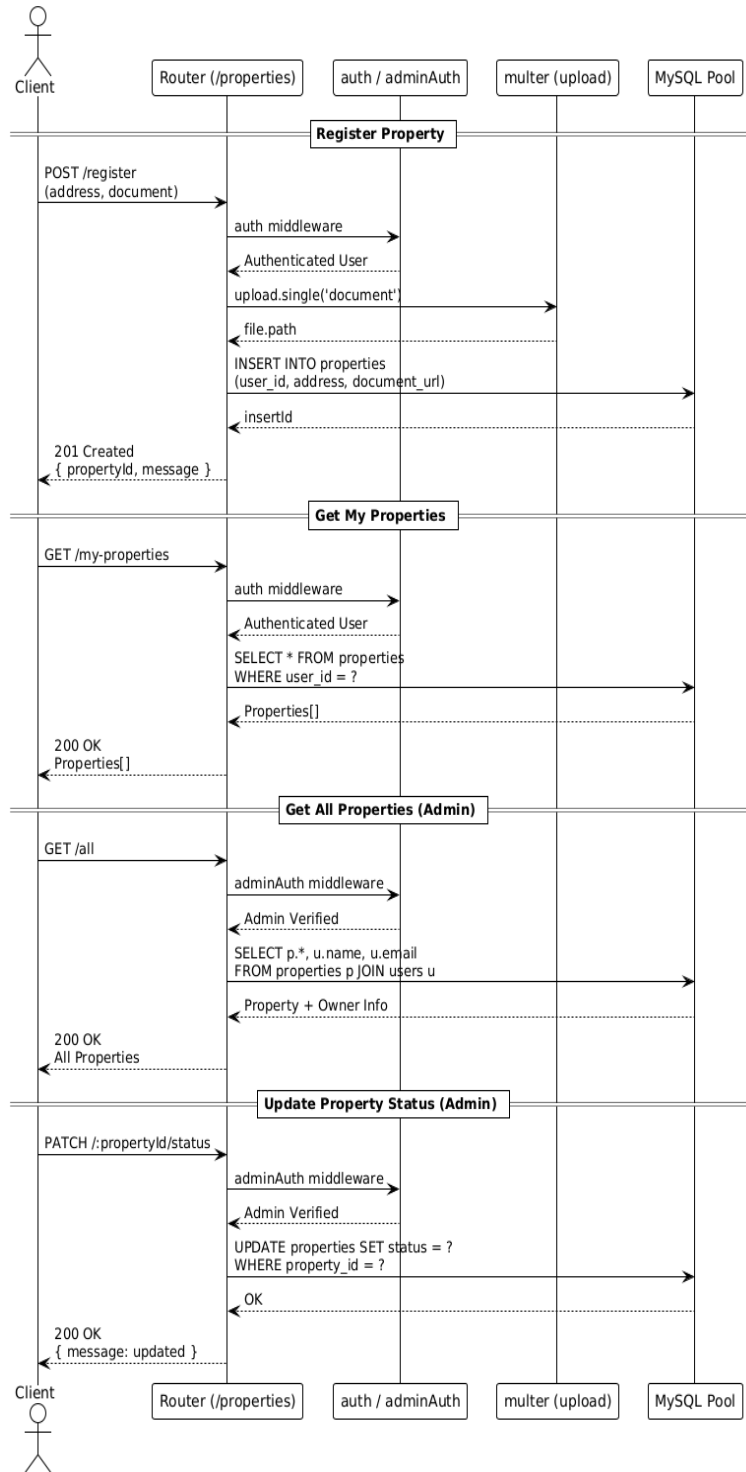 Client
Router (/properties)
auth / adminAuth
multer (upload)
MySQL Pool
Register Property
POST /register
(address, document)
auth middleware
Authenticated User
upload.single('document')
file.path
INSERT INTO properties
(user_id, address, document_url)
insertId
201 Created
{ propertyId, message }
Get My Properties
GET /my-properties
auth middleware
Authenticated User
SELECT * FROM properties
WHERE user_id = ?
Properties[]
200 OK
Properties[]
Get All Properties (Admin)
GET /all
adminAuth middleware
Admin Verified
SELECT p.*, u.name, u.email
FROM properties p JOIN users u
Property + Owner Info
200 OK
All Properties
Update Property Status (Admin)
PATCH /:propertyId/status
adminAuth middleware
Admin Verified
UPDATE properties SET status = ?
WHERE property_id = ?
OK
200 OK
{ message: updated }
Client
Router (/properties)
auth / adminAuth
multer (upload)
MySQL Pool